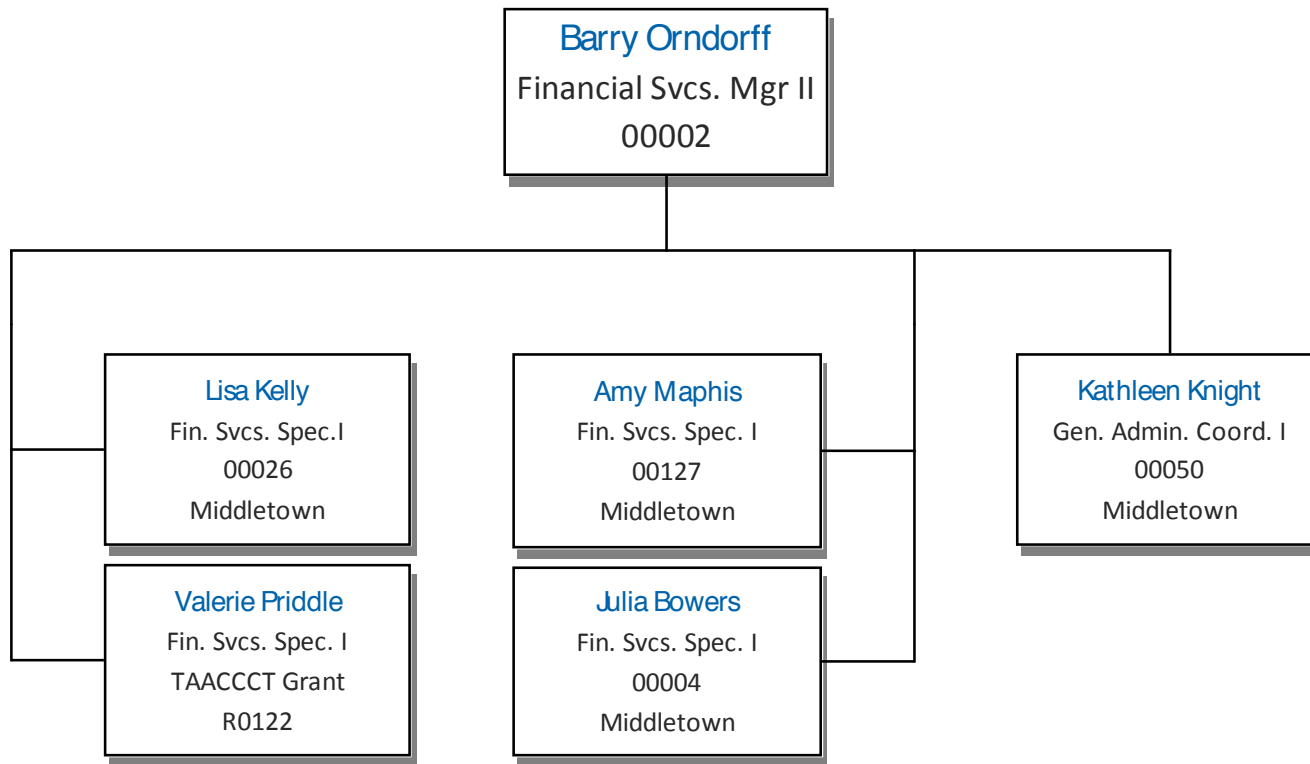 Barry Orndorff
Financial Svcs. Mgr II
00002
Lisa Kelly
Fin. Svcs. Spec.I
00026
Middletown
Amy Maphis
Fin. Svcs. Spec. I
00127
Middletown
Kathleen Knight
Gen. Admin. Coord. I
00050
Middletown
Valerie Priddle
Fin. Svcs. Spec. I
TAACCCT Grant
R0122
Julia Bowers
Fin. Svcs. Spec. I
00004
Middletown